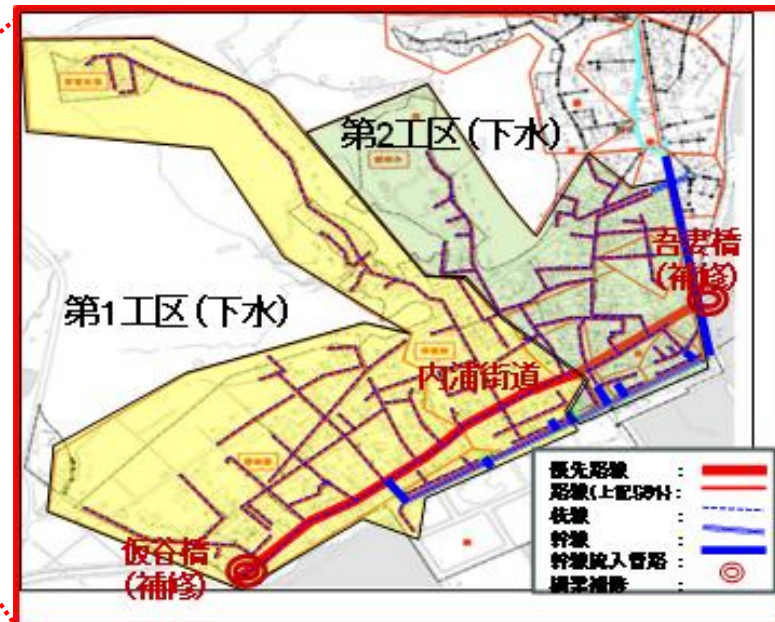 第2工区(下水)
吾妻橋
(補修)
第1工区(下水)
内浦街道
仮谷橋
(補修)
優先路線 :
路線(上記以外) :
枝線 :
幹線 :
幹線流入管路 :
橋梁補修 :